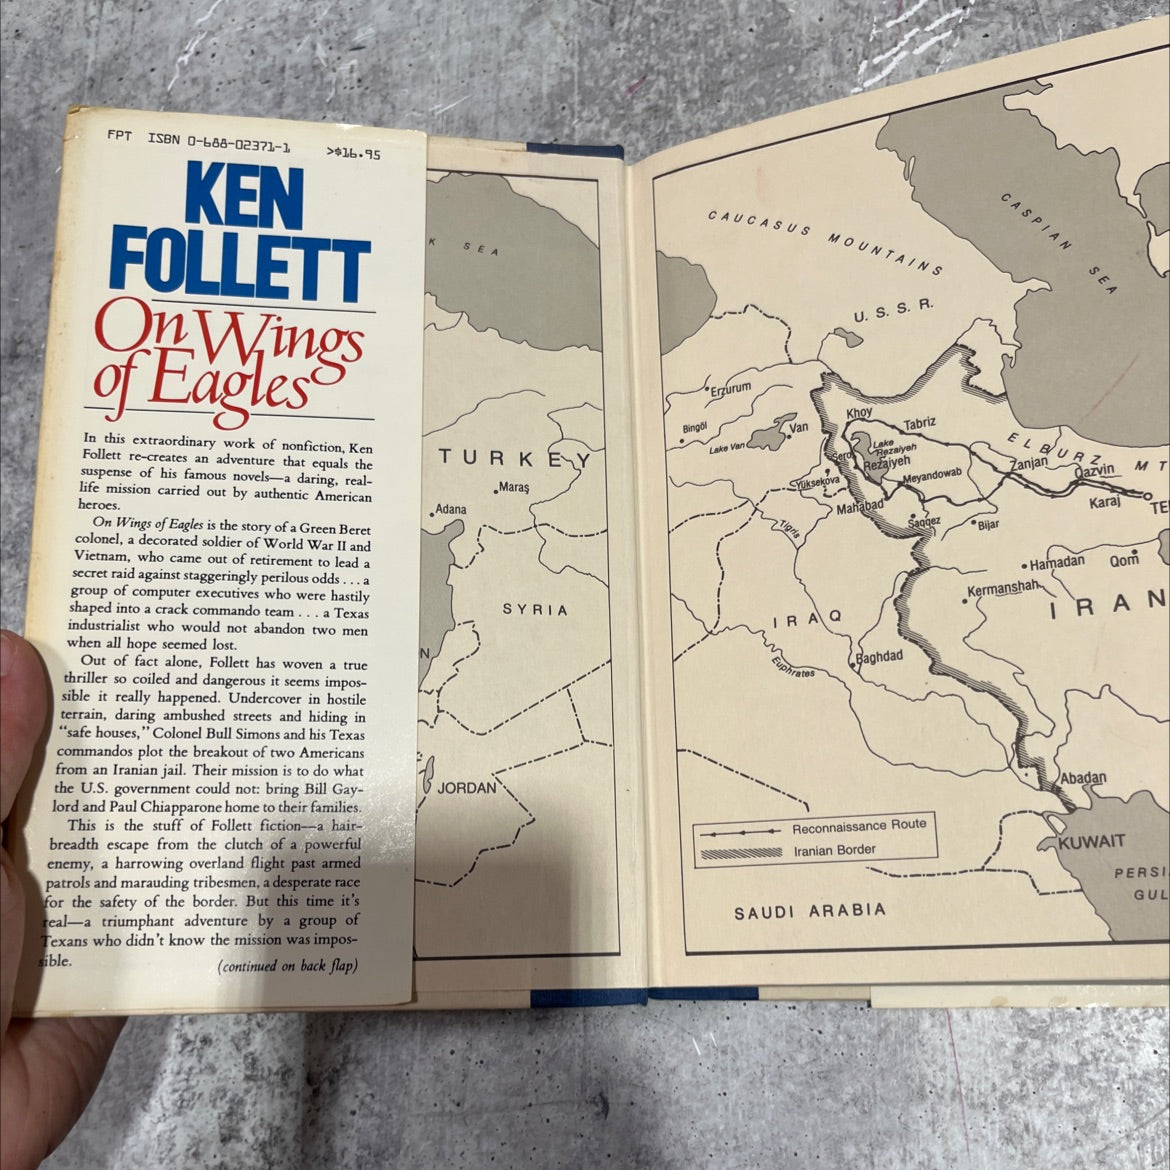 FPT ISBN 0-688-02371-1 >$16.95
KEN
FOLLETT
On Wings
of Eagles
In this extraordinary work of nonfiction, Ken
Follett re-creates an adventure that equals the
suspense of his famous novels—a daring, real-
life mission carried out by authentic American
heroes.
On Wings of Eagles is the story of a Green Beret
colonel, a decorated soldier of World War II and
Vietnam, who came out of retirement to lead a
secret raid against staggeringly perilous odds . . . a
group of computer executives who were hastily
shaped into a crack commando team . . . a Texas
industrialist who would not abandon two men
when all hope seemed lost.
Out of fact alone, Follett has woven a true
thriller so coiled and dangerous it seems impos-
sible it really happened. Undercover in hostile
terrain, daring ambushed streets and hiding in
“safe houses,” Colonel Bull Simons and his Texas
commandos plot the breakout of two Americans
from an Iranian jail. Their mission is to do what
the U.S. government could not: bring Bill Gay-
lord and Paul Chiapparone home to their families.
This is the stuff of Follett fiction—a hair-
breadth escape from the clutch of a powerful
enemy, a harrowing overland flight past armed
patrols and marauding tribesmen, a desperate race
for the safety of the border. But this time it's
real—a triumphant adventure by a group of
Texans who didn't know the mission was impos-
sible.
(continued on back flap)
K SEA
TURKEY
Maraş
Adana
SYRIA
N
JORDAN
CAUCASUS MOUNTAINS
CASPIAN SEA
U.S.S.R.
Erzurum
Bingöl
Lake Van
Van
Khoy
Tabriz
Lake
Rezaiyeh
Sero
Rezaiyeh
Yuksekova
Meyandowab
Mahabad
Saqqez
Bijar
ELBURZ MT
Zanjan
Qazvin
Karaj
TE
Tigris
Hamadan
Qom
Kermanshah
IRAN
IRAQ
Baghdad
Euphrates
Abadan
KUWAIT
PERSI
GUL
Reconnaissance Route
Iranian Border
SAUDI ARABIA